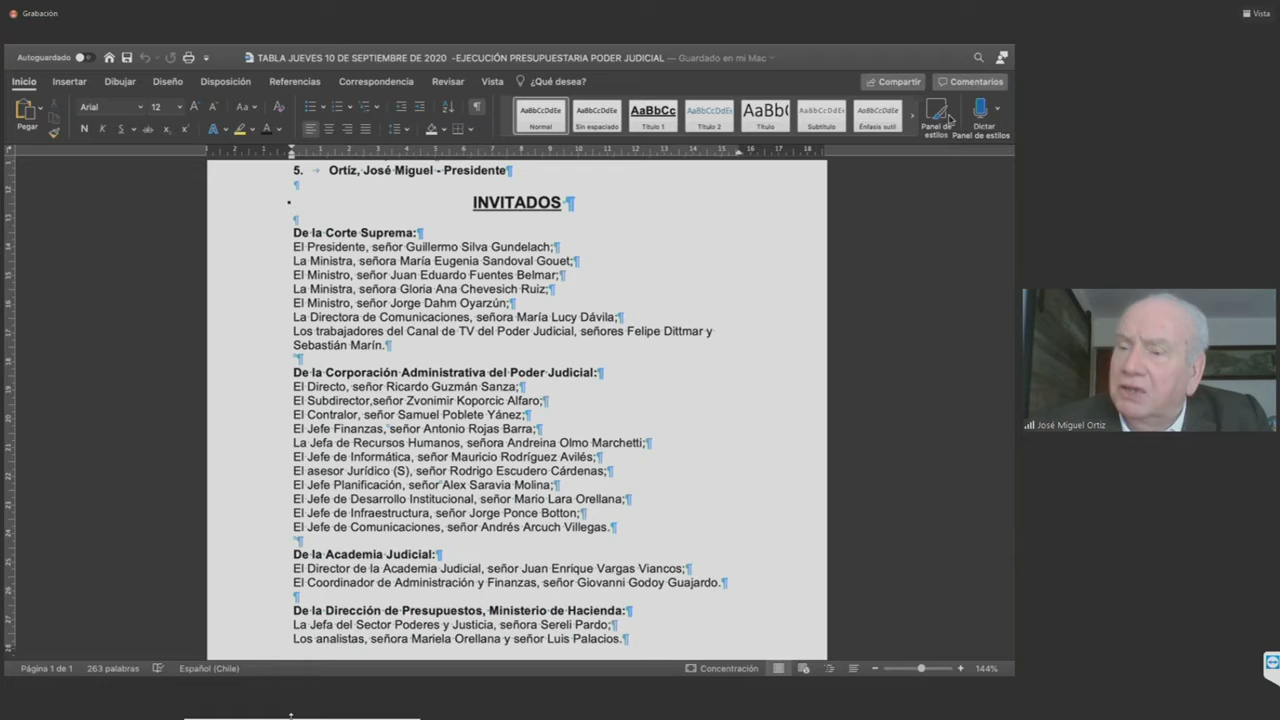 Grabación
Vista
Autoguardado
TABLA JUEVES 10 DE SEPTIEMBRE DE 2020 -EJECUCIÓN PRESUPUESTARIA PODER JUDICIAL — Guardado en mi Mac
Inicio Insertar Dibujar Diseño Disposición Referencias Correspondencia Revisar Vista ¿Qué desea? Compartir Comentarios
Pegar
Arial 12
AaBbCcDdEe AaBbCcDdEe AaBbCc AaBbCcDdEe AaBbC AaBbCcDdEe AaBbCcDdEe
Normal Sin espaciado Título 1 Título 2 Título Subtítulo Énfasis sutil
Panel de estilos
Dictar
Panel de estilos
5. Ortíz, José Miguel - Presidente
INVITADOS
De la Corte Suprema:
El Presidente, señor Guillermo Silva Gundelach;
La Ministra, señora María Eugenia Sandoval Gouet;
El Ministro, señor Juan Eduardo Fuentes Belmar;
La Ministra, señora Gloria Ana Chevesich Ruiz;
El Ministro, señor Jorge Dahm Oyarzún;
La Directora de Comunicaciones, señora María Lucy Dávila;
Los trabajadores del Canal de TV del Poder Judicial, señores Felipe Dittmar y
Sebastián Marín.
De la Corporación Administrativa del Poder Judicial:
El Directo, señor Ricardo Guzmán Sanza;
El Subdirector,señor Zvonimir Koporcic Alfaro;
El Contralor, señor Samuel Poblete Yánez;
El Jefe Finanzas, señor Antonio Rojas Barra;
La Jefa de Recursos Humanos, señora Andreina Olmo Marchetti;
El Jefe de Informática, señor Mauricio Rodríguez Avilés;
El asesor Jurídico (S), señor Rodrigo Escudero Cárdenas;
El Jefe Planificación, señor Alex Saravia Molina;
El Jefe de Desarrollo Institucional, señor Mario Lara Orellana;
El Jefe de Infraestructura, señor Jorge Ponce Botton;
El Jefe de Comunicaciones, señor Andrés Arcuch Villegas.
De la Academia Judicial:
El Director de la Academia Judicial, señor Juan Enrique Vargas Viancos;
El Coordinador de Administración y Finanzas, señor Giovanni Godoy Guajardo.
De la Dirección de Presupuestos, Ministerio de Hacienda:
La Jefa del Sector Poderes y Justicia, señora Sereli Pardo;
Los analistas, señora Mariela Orellana y señor Luis Palacios.
José Miguel Ortiz
Página 1 de 1 263 palabras Español (Chile) Concentración 144%